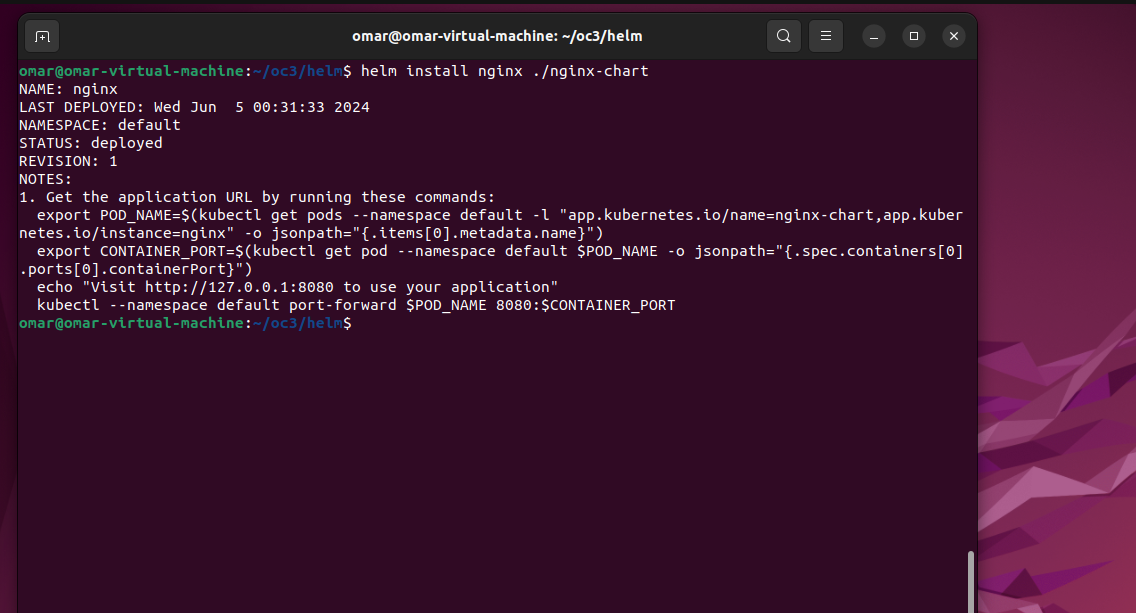 omar@omar-virtual-machine: ~/oc3/helm
omar@omar-virtual-machine:~/oc3/helm$ helm install nginx ./nginx-chart
NAME: nginx
LAST DEPLOYED: Wed Jun  5 00:31:33 2024
NAMESPACE: default
STATUS: deployed
REVISION: 1
NOTES:
1. Get the application URL by running these commands:
  export POD_NAME=$(kubectl get pods --namespace default -l "app.kubernetes.io/name=nginx-chart,app.kuber
netes.io/instance=nginx" -o jsonpath="{.items[0].metadata.name}")
  export CONTAINER_PORT=$(kubectl get pod --namespace default $POD_NAME -o jsonpath="{.spec.containers[0]
.ports[0].containerPort}")
  echo "Visit http://127.0.0.1:8080 to use your application"
  kubectl --namespace default port-forward $POD_NAME 8080:$CONTAINER_PORT
omar@omar-virtual-machine:~/oc3/helm$